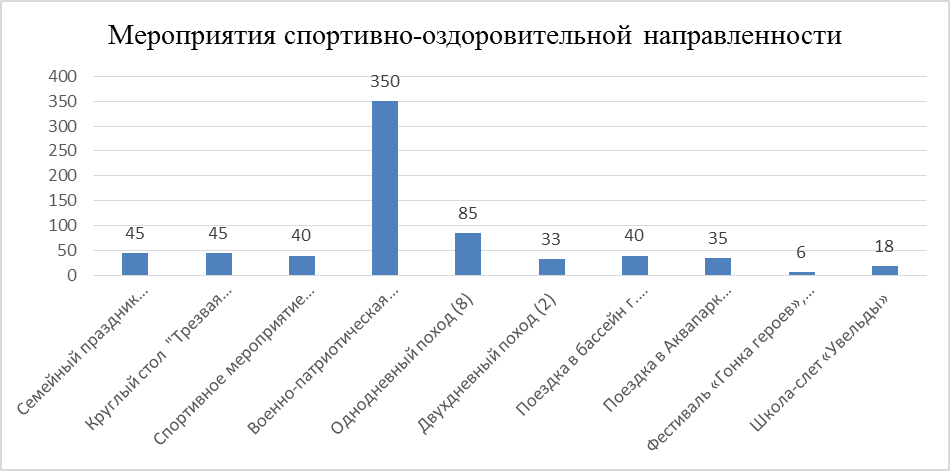 Мероприятия спортивно-оздоровительной направленности
400
350
300
250
200
150
100
50
0
45
45
40
350
85
33
40
35
6
18
Семейный праздник...
Круглый стол "Трезвая...
Спортивное мероприятие...
Военно-патриотическая...
Однодневный поход (8)
Двухдневный поход (2)
Поездка в бассейн г....
Поездка в Аквапарк...
Фестиваль «Гонка героев»,...
Школа-слет «Увельды»